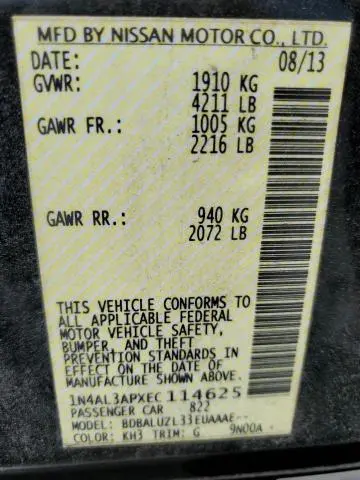 MFD BY NISSAN MOTOR CO., LTD.
DATE: 08/13
GVWR: 1910 KG
4211 LB
GAWR FR.: 1005 KG
2216 LB
GAWR RR.: 940 KG
2072 LB
THIS VEHICLE CONFORMS TO
ALL APPLICABLE FEDERAL
MOTOR VEHICLE SAFETY,
BUMPER, AND THEFT
PREVENTION STANDARDS
IN EFFECT ON THE DATE
OF MANUFACTURE SHOWN
ABOVE.
1N4AL3APXEC114625
PASSENGER CAR 822
MODEL: BDBALUZL33EUAAAE--
COLOR: KH3 TRIM: G 9N00A